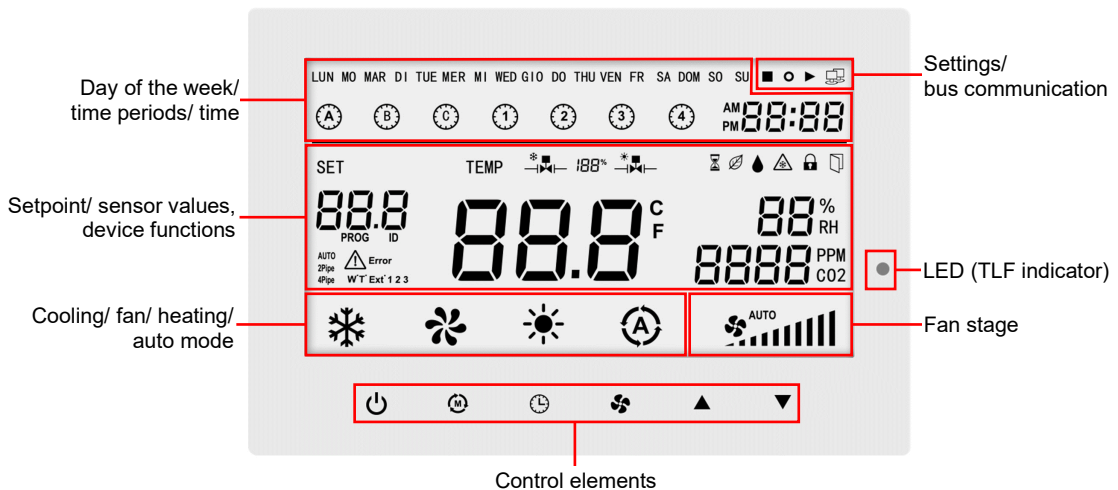 Day of the week/
time periods/ time
LUN MO MAR DI TUE MER MI WED GIO DO THU VEN FR SA DOM SO SU
A B C 1 2 3 4 AM
PM 88:88
Settings/
bus communication
Setpoint/ sensor values,
device functions
SET TEMP 188%
88.8 88.8 C
F 88 %
RH
PROG ID
AUTO
2Pipe
4Pipe
Error
W˙T˙Ext˙1 2 3
8888 PPM
CO2
LED (TLF indicator)
Cooling/ fan/ heating/
auto mode
A
AUTO
Fan stage
M
Control elements